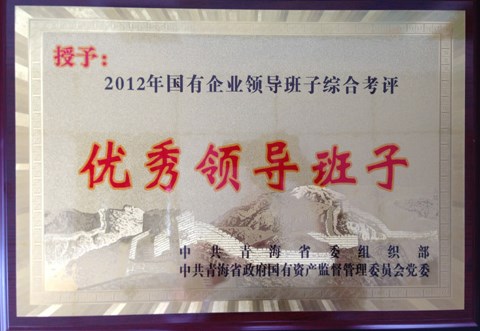 授予：
2012年国有企业领导班子综合考评
优秀领导班子
中共青海省委组织部
中共青海省政府国有资产监督管理委员会党委